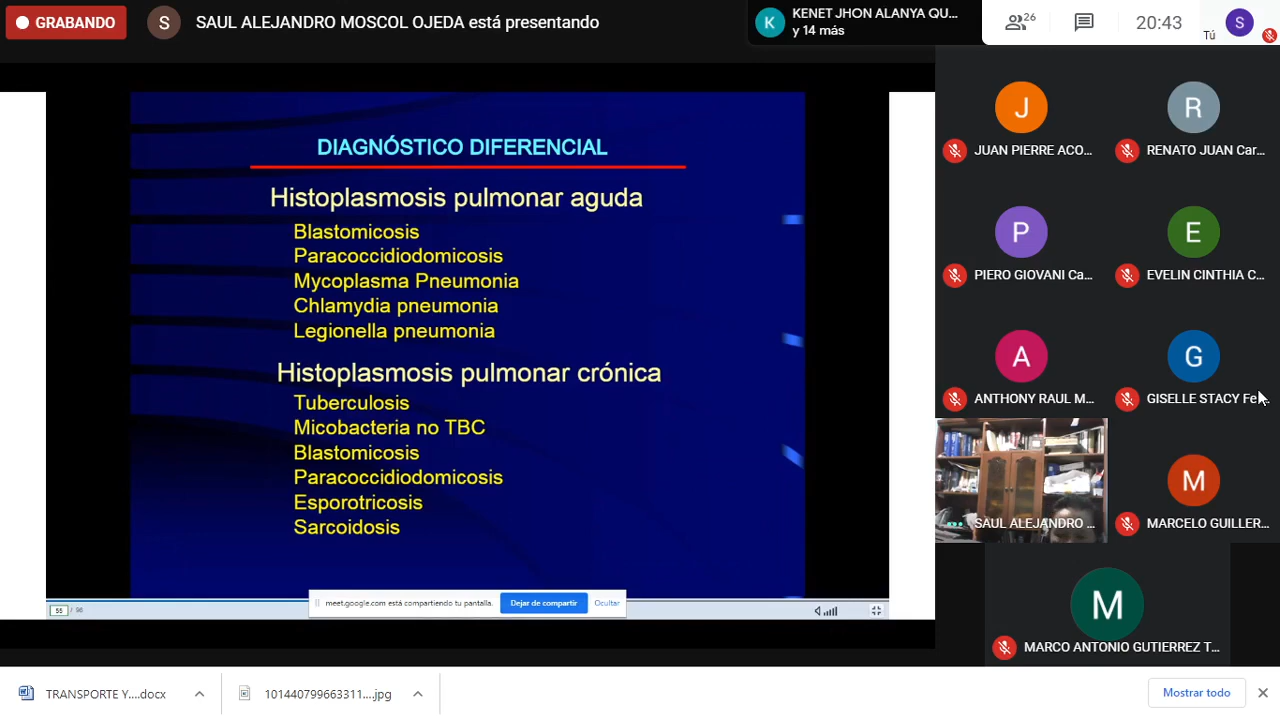 GRABANDO
S
SAUL ALEJANDRO MOSCOL OJEDA está presentando
K
KENET JHON ALANYA QU...
y 14 más
26
20:43
Tú
S
DIAGNÓSTICO DIFERENCIAL
Histoplasmosis pulmonar aguda
Blastomicosis
Paracoccidiodomicosis
Mycoplasma Pneumonia
Chlamydia pneumonia
Legionella pneumonia
Histoplasmosis pulmonar crónica
Tuberculosis
Micobacteria no TBC
Blastomicosis
Paracoccidiodomicosis
Esporotricosis
Sarcoidosis
55 / 98
meet.google.com está compartiendo tu pantalla.
Dejar de compartir
Ocultar
J
JUAN PIERRE ACO...
R
RENATO JUAN Car...
P
PIERO GIOVANI Ca...
E
EVELIN CINTHIA C...
A
ANTHONY RAUL M...
G
GISELLE STACY Fe...
SAUL ALEJANDRO ...
M
MARCELO GUILLER...
M
MARCO ANTONIO GUTIERREZ T...
TRANSPORTE Y....docx
101440799663311....jpg
Mostrar todo